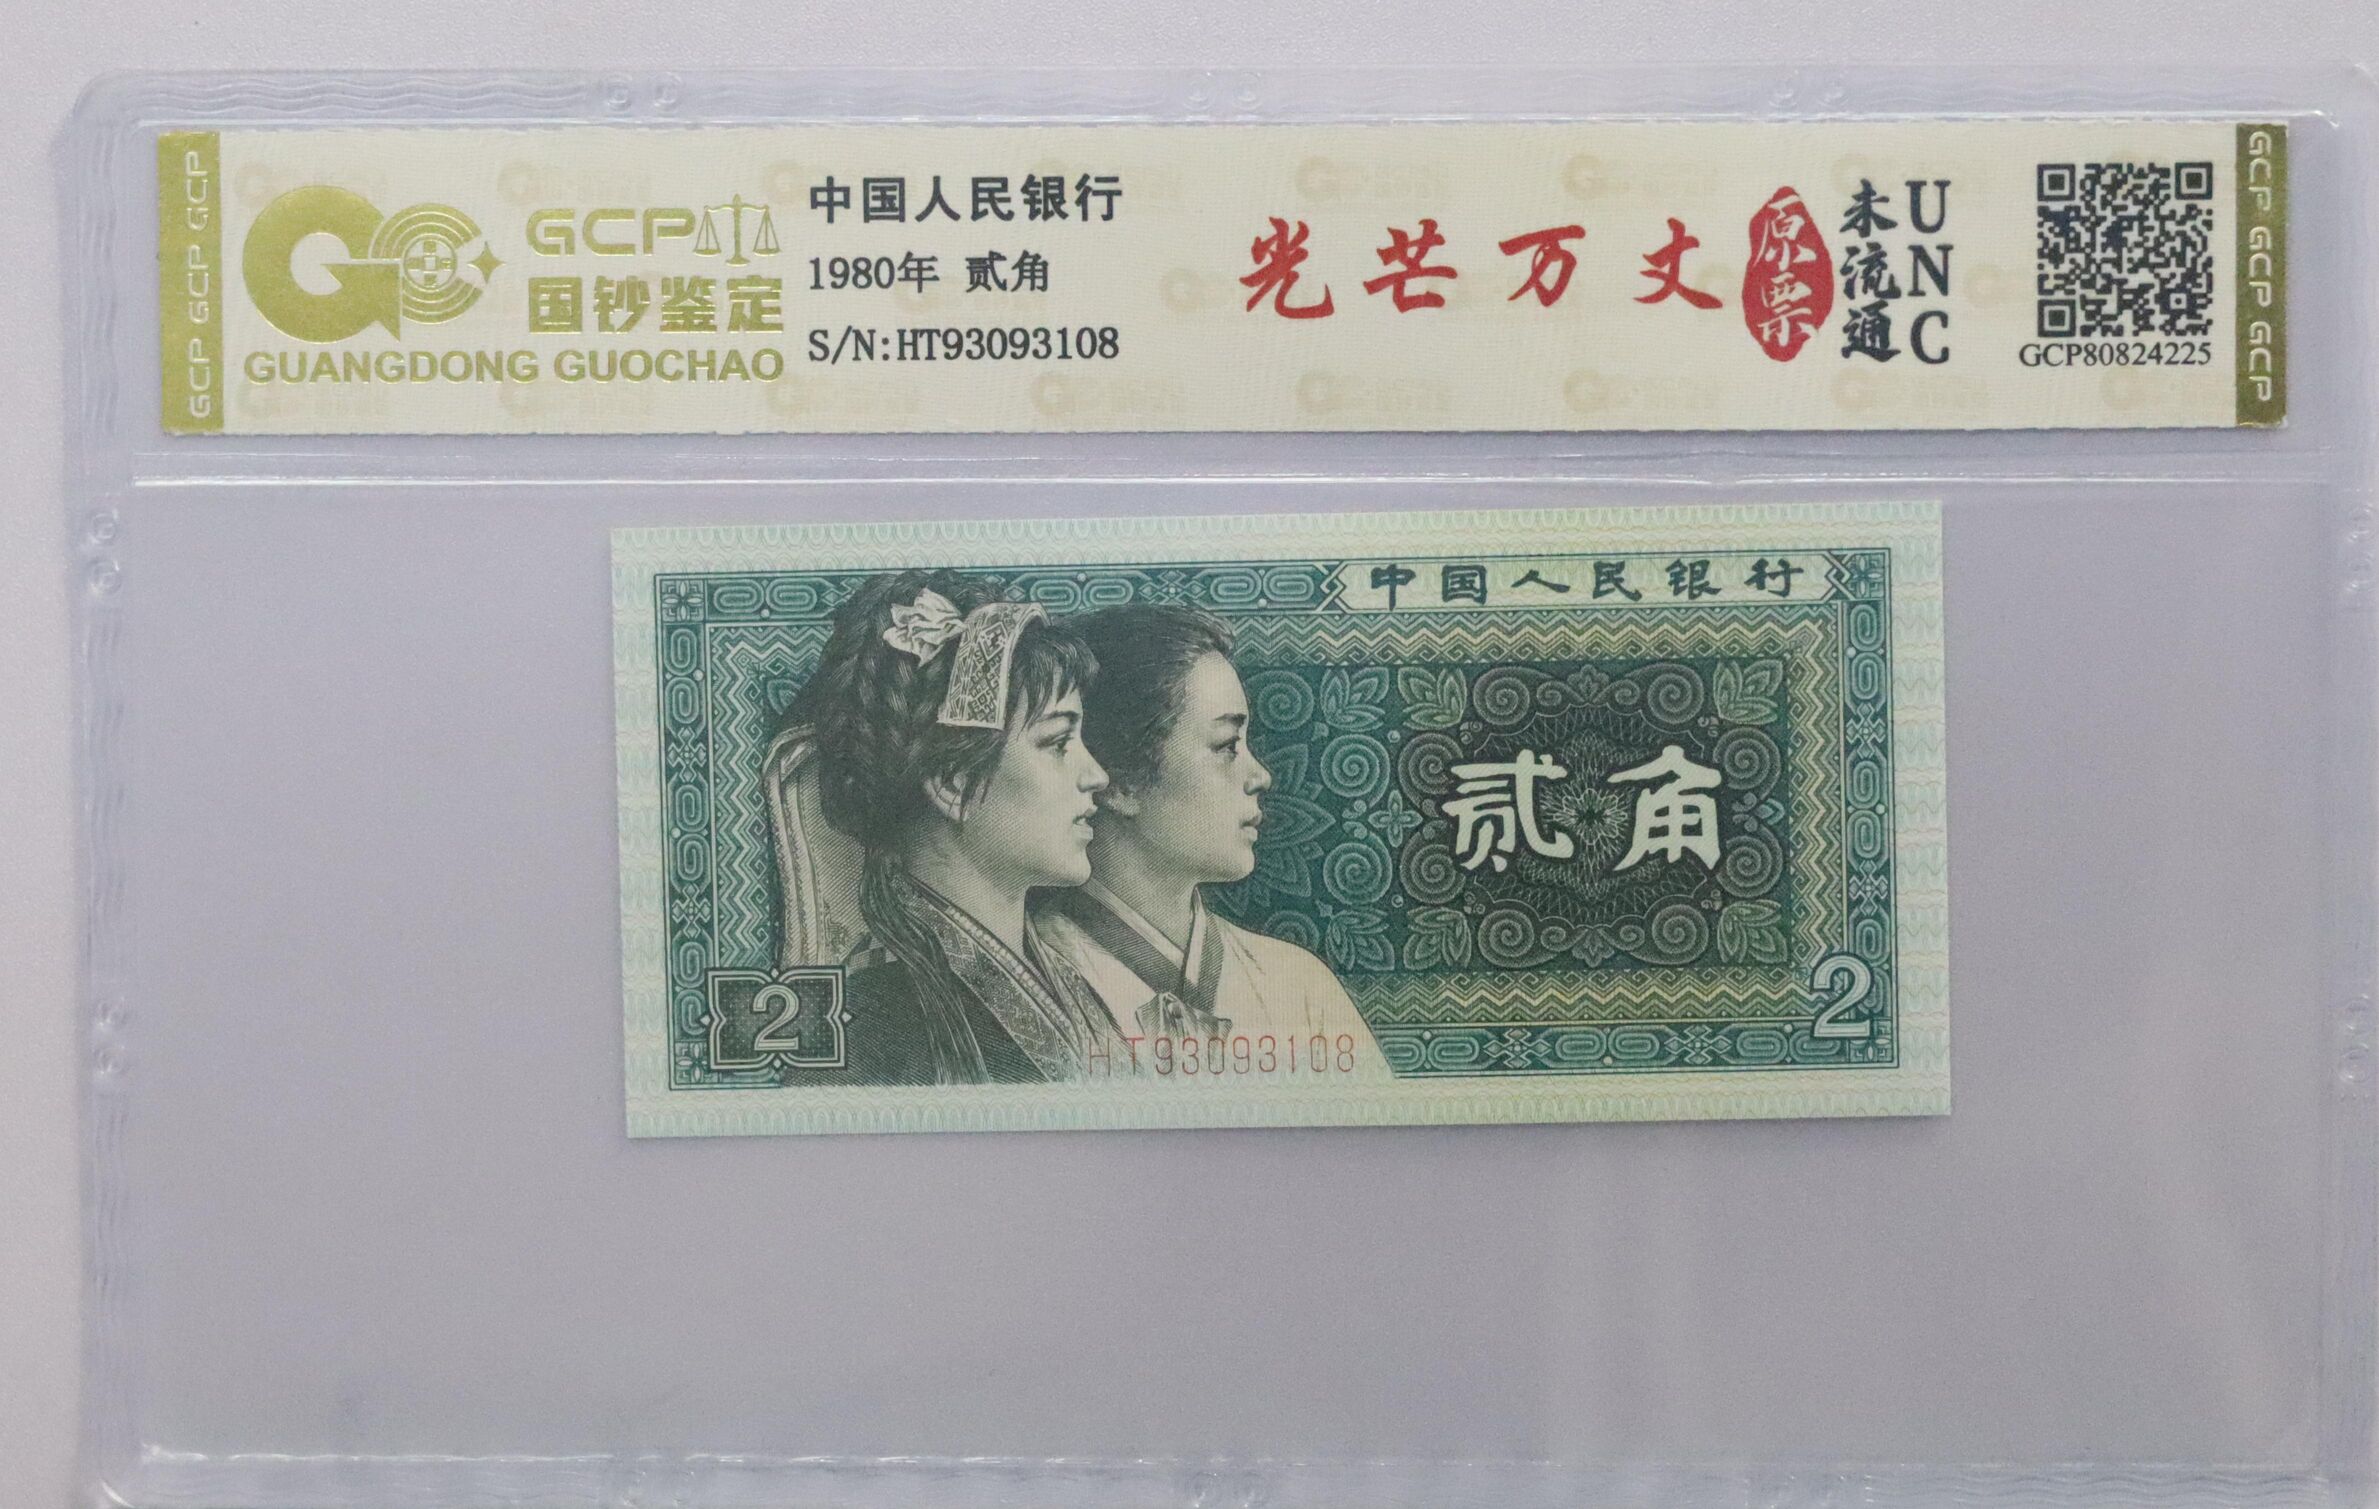 GCP GCP GCP
GCP
国钞鉴定
GUANGDONG GUOCHAO
中国人民银行
1980年 贰角
S/N:HT93093108
光芒万丈
原票
未流通
UNC
GCP80824225
GCP GCP GCP
中国人民银行
贰角
2
2
HT93093108